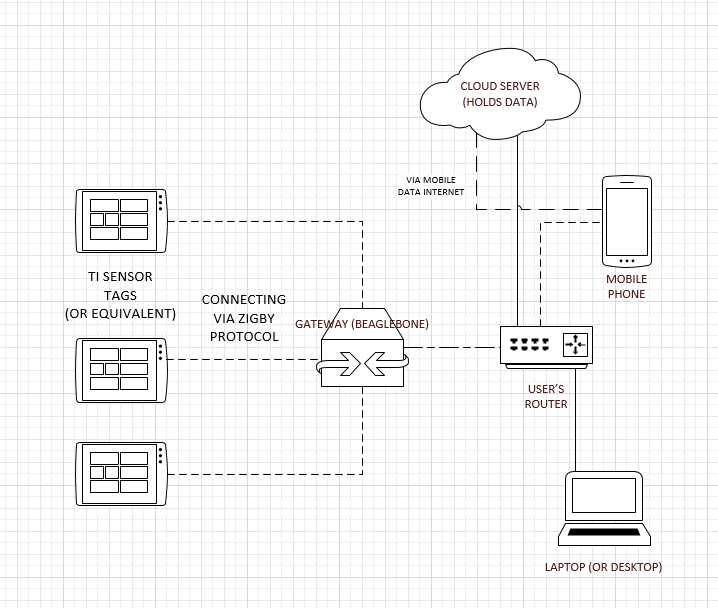 CLOUD SERVER
(HOLDS DATA)
VIA MOBILE
DATA INTERNET
MOBILE
PHONE
TI SENSOR
TAGS
(OR EQUIVALENT)
CONNECTING
VIA ZIGBY
PROTOCOL
GATEWAY (BEAGLEBONE)
USER'S
ROUTER
LAPTOP (OR DESKTOP)